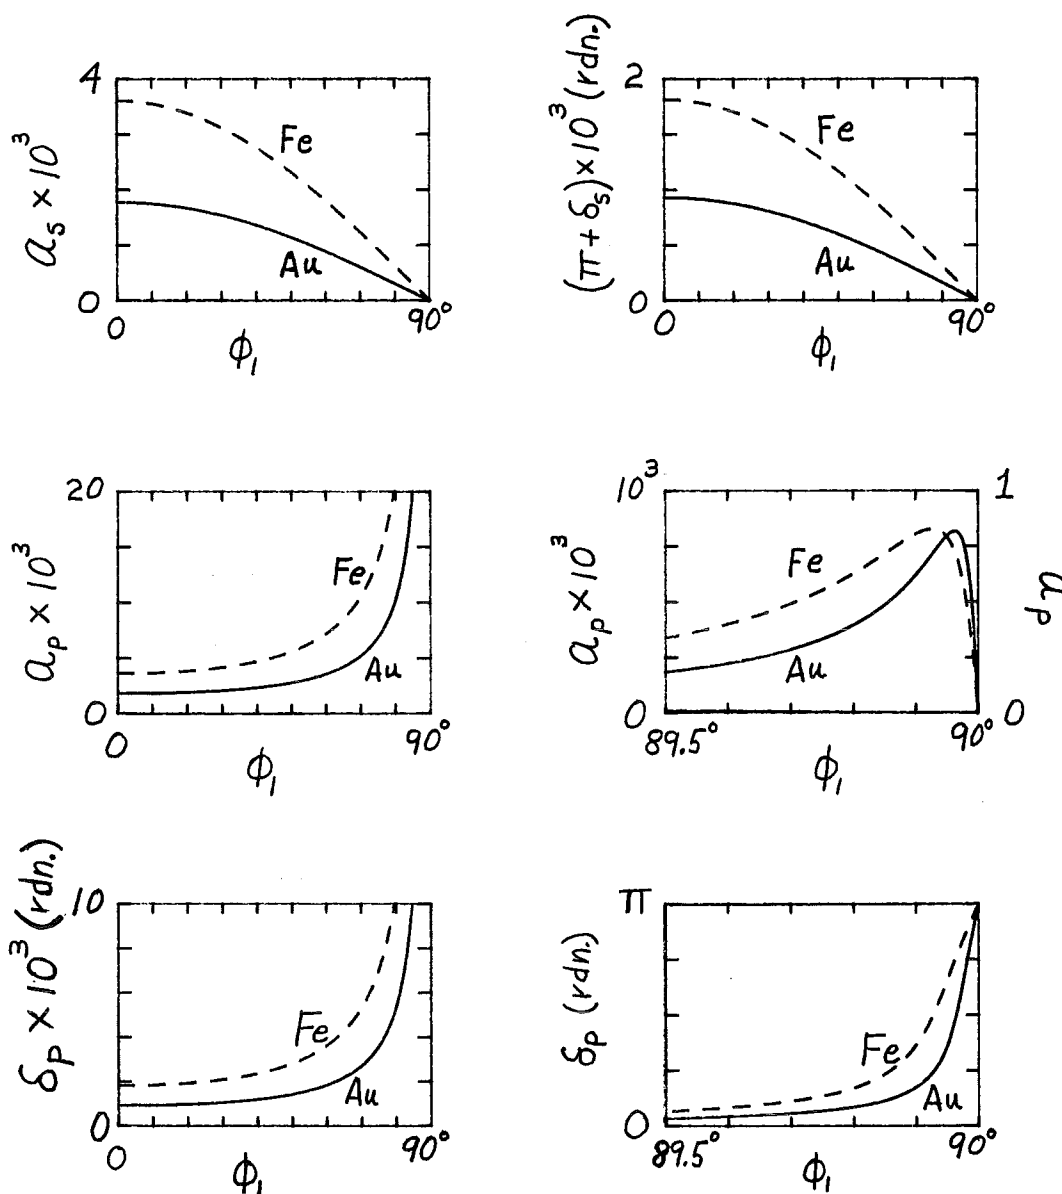 4
a_s × 10^3
Fe
Au
0
0
90°
ϕ_1
2
(π + δ_s) × 10^3 (rdn.)
Fe
Au
0
0
90°
ϕ_1
20
a_p × 10^3
Fe
Au
0
0
90°
ϕ_1
10^3
1
a_p × 10^3
Fe
Au
0
0
89.5°
90°
ϕ_1
10
δ_p × 10^3 (rdn.)
Fe
Au
0
0
90°
ϕ_1
π
δ_p (rdn.)
Fe
Au
0
89.5°
90°
ϕ_1